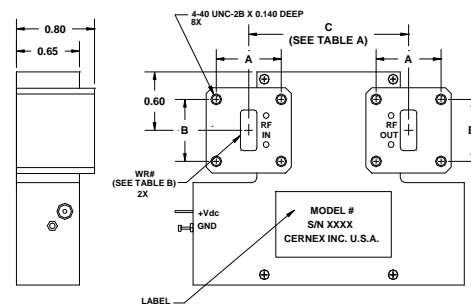 0.80
0.65
4-40 UNC-2B X 0.140 DEEP
8X
C
(SEE TABLE A)
A
A
0.60
B
RF
IN
RF
OUT
B
WR#
(SEE TABLE B)
2X
+Vdc
GND
MODEL #
S/N XXXX
CERNEX INC. U.S.A.
LABEL